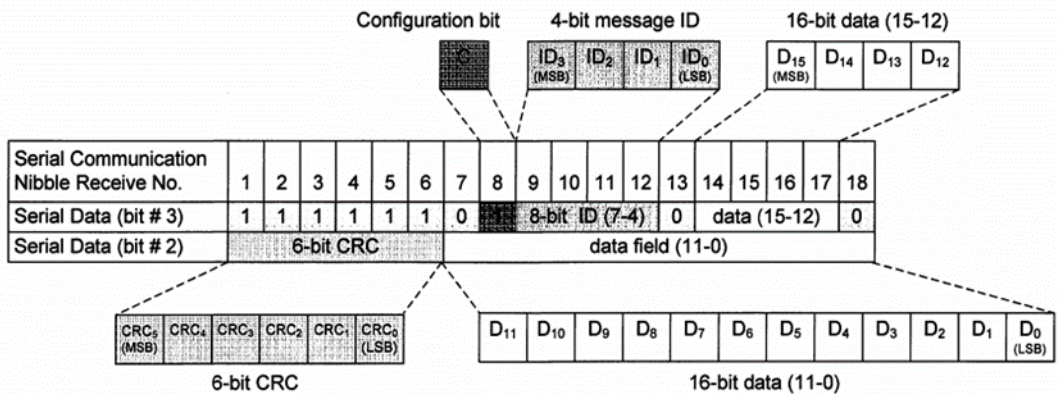 Configuration bit 4-bit message ID 16-bit data (15-12)
C ID₃ ID₂ ID₁ ID₀ D₁₅ D₁₄ D₁₃ D₁₂
(MSB) (LSB) (MSB)
Serial Communication
Nibble Receive No. 1 2 3 4 5 6 7 8 9 10 11 12 13 14 15 16 17 18
Serial Data (bit # 3) 1 1 1 1 1 1 0 1 8-bit ID (7-4) 0 data (15-12) 0
Serial Data (bit # 2) 6-bit CRC data field (11-0)
CRC₅ CRC₄ CRC₃ CRC₂ CRC₁ CRC₀ D₁₁ D₁₀ D₉ D₈ D₇ D₆ D₅ D₄ D₃ D₂ D₁ D₀
(MSB) (LSB) (LSB)
6-bit CRC 16-bit data (11-0)